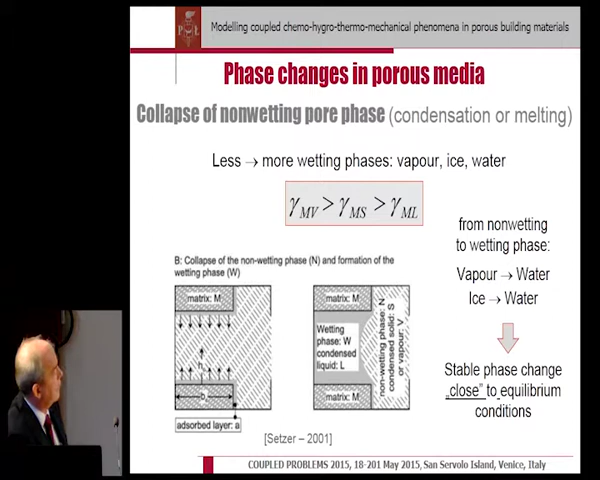 Modelling coupled chemo-hygro-thermo-mechanical phenomena in porous building materials
P Ł
Phase changes in porous media
Collapse of nonwetting pore phase (condensation or melting)
Less → more wetting phases: vapour, ice, water
γMV > γMS > γML
from nonwetting
to wetting phase:
Vapour → Water
Ice → Water
Stable phase change
„close” to equilibrium
conditions
B: Collapse of the non-wetting phase (N) and formation of the
wetting phase (W)
matrix: M
matrix: M
adsorbed layer: a
matrix: M
Wetting
phase: W
condensed
liquid: L
matrix: M
non-wetting phase: N
condensed solid: S
or vapour: V
[Setzer – 2001]
COUPLED PROBLEMS 2015, 18-201 May 2015, San Servolo Island, Venice, Italy